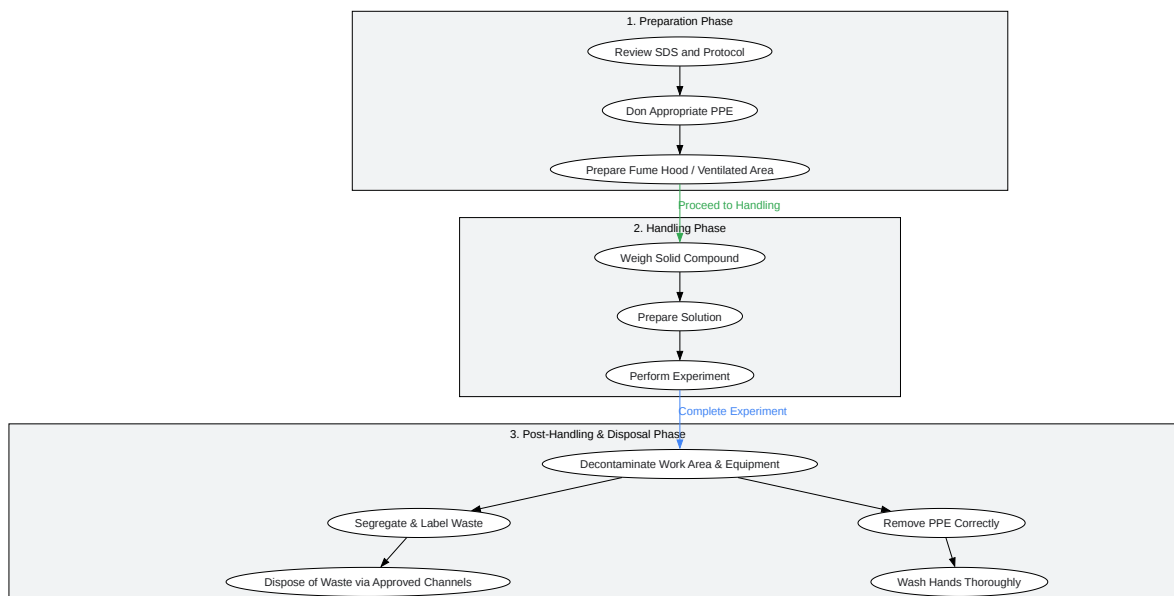 1. Preparation Phase
Review SDS and Protocol
Don Appropriate PPE
Prepare Fume Hood / Ventilated Area
Proceed to Handling
2. Handling Phase
Weigh Solid Compound
Prepare Solution
Perform Experiment
Complete Experiment
3. Post-Handling & Disposal Phase
Decontaminate Work Area & Equipment
Segregate & Label Waste
Remove PPE Correctly
Dispose of Waste via Approved Channels
Wash Hands Thoroughly